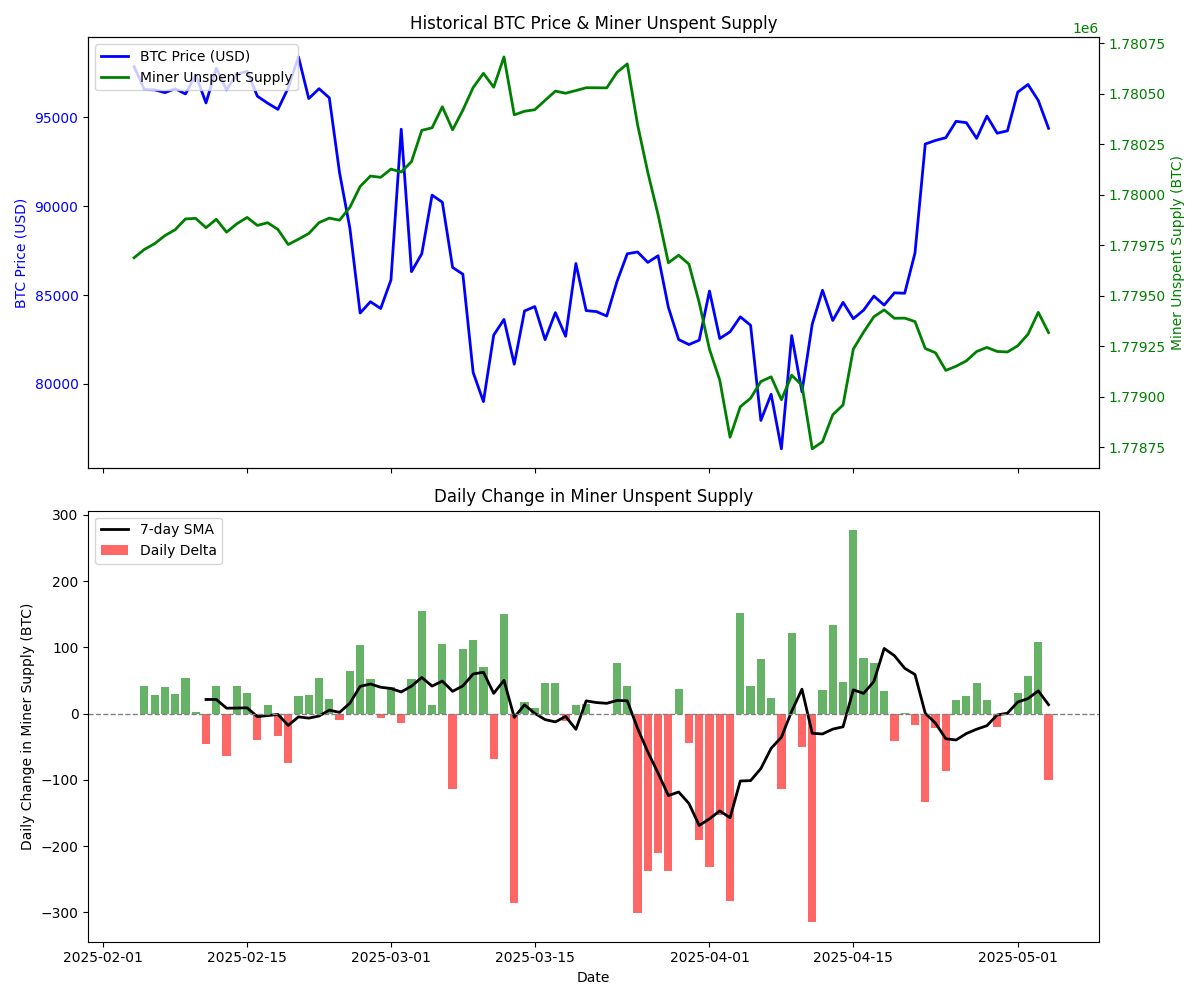 Historical BTC Price & Miner Unspent Supply
1e6
BTC Price (USD)
Miner Unspent Supply
95000
90000
85000
80000
BTC Price (USD)
1.78075
1.78050
1.78025
1.78000
1.77975
1.77950
1.77925
1.77900
1.77875
Miner Unspent Supply (BTC)
Daily Change in Miner Unspent Supply
7-day SMA
Daily Delta
300
200
100
0
−100
−200
−300
Daily Change in Miner Supply (BTC)
2025-02-01 2025-02-15 2025-03-01 2025-03-15 2025-04-01 2025-04-15 2025-05-01
Date